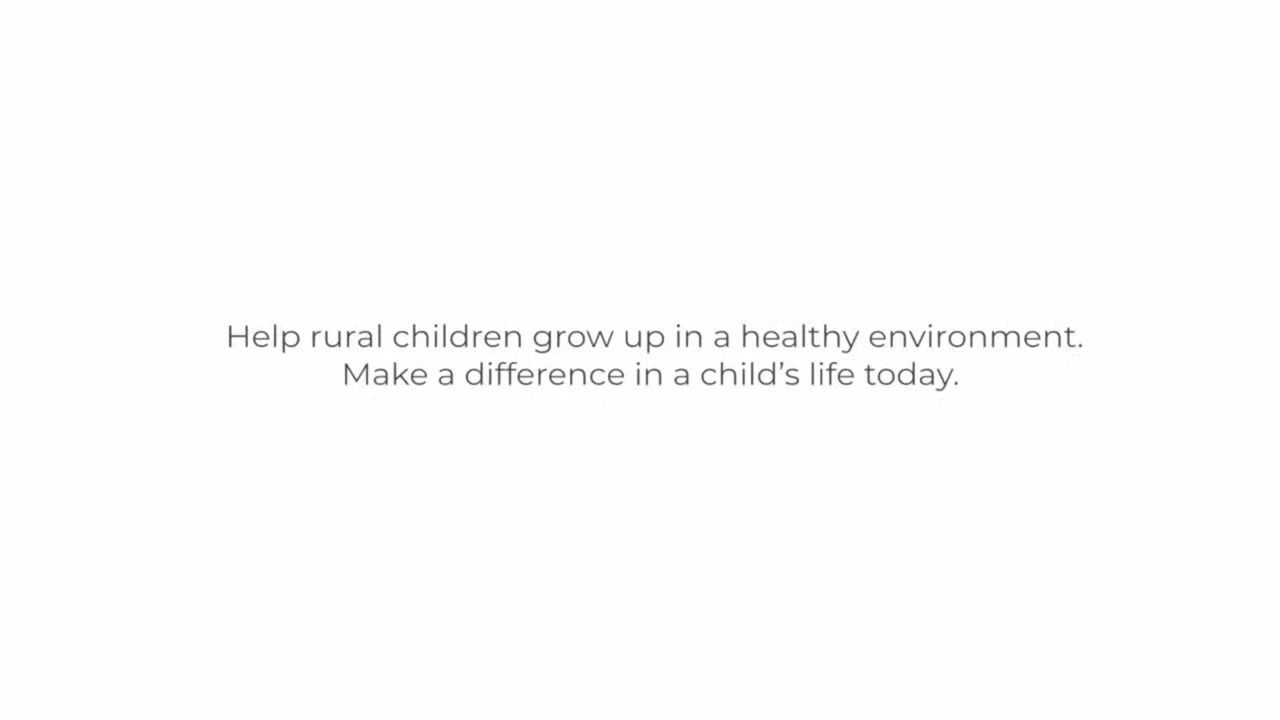 Help rural children grow up in a healthy environment.
Make a difference in a child’s life today.